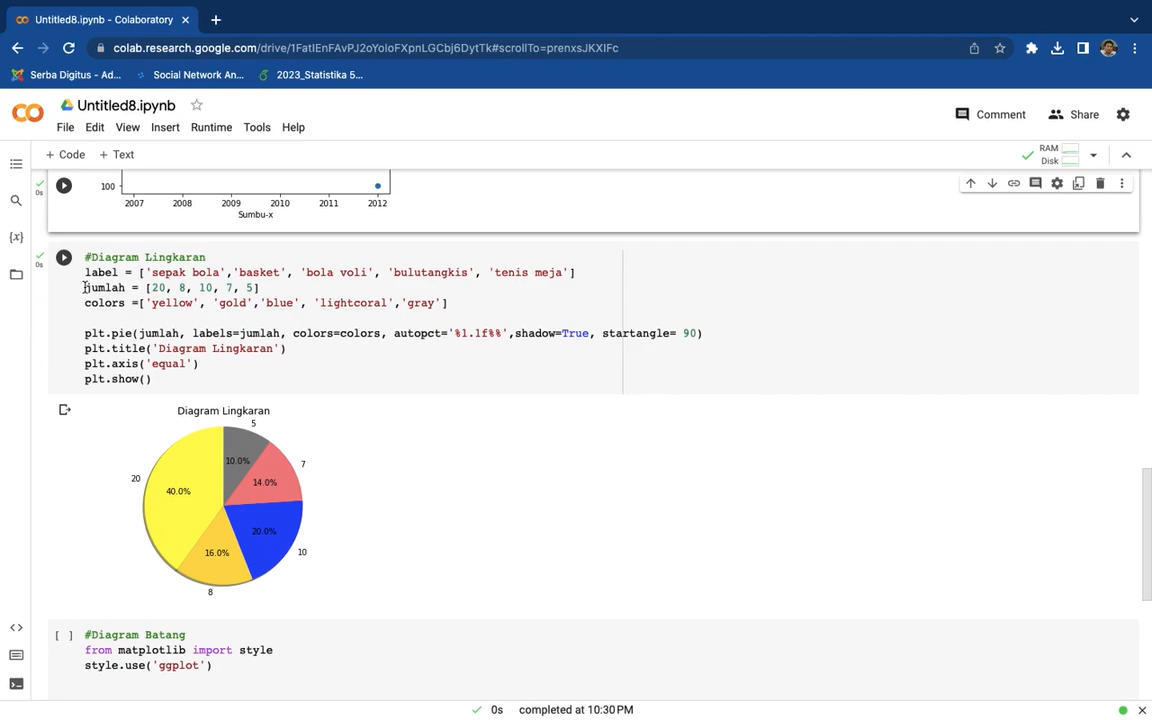 Untitled8.ipynb - Colaboratory
colab.research.google.com/drive/1FatIEnFAvPJ2oYoloFXpnLGCbj6DytTk#scrollTo=prenxsJKXIFc
Serba Digitus - Ad...
Social Network An...
2023_Statistika 5...
Untitled8.ipynb
Comment
Share
File Edit View Insert Runtime Tools Help
+ Code + Text
RAM
Disk
0s
100
2007 2008 2009 2010 2011 2012
Sumbu-x
0s
#Diagram Lingkaran
label = ['sepak bola','basket', 'bola voli', 'bulutangkis', 'tenis meja']
jumlah = [20, 8, 10, 7, 5]
colors =['yellow', 'gold','blue', 'lightcoral','gray']
plt.pie(jumlah, labels=jumlah, colors=colors, autopct='%1.1f%%',shadow=True, startangle= 90)
plt.title('Diagram Lingkaran')
plt.axis('equal')
plt.show()
Diagram Lingkaran
5
7
10.0%
14.0%
20
40.0%
20.0%
10
16.0%
8
[ ] #Diagram Batang
from matplotlib import style
style.use('ggplot')
0s completed at 10:30 PM